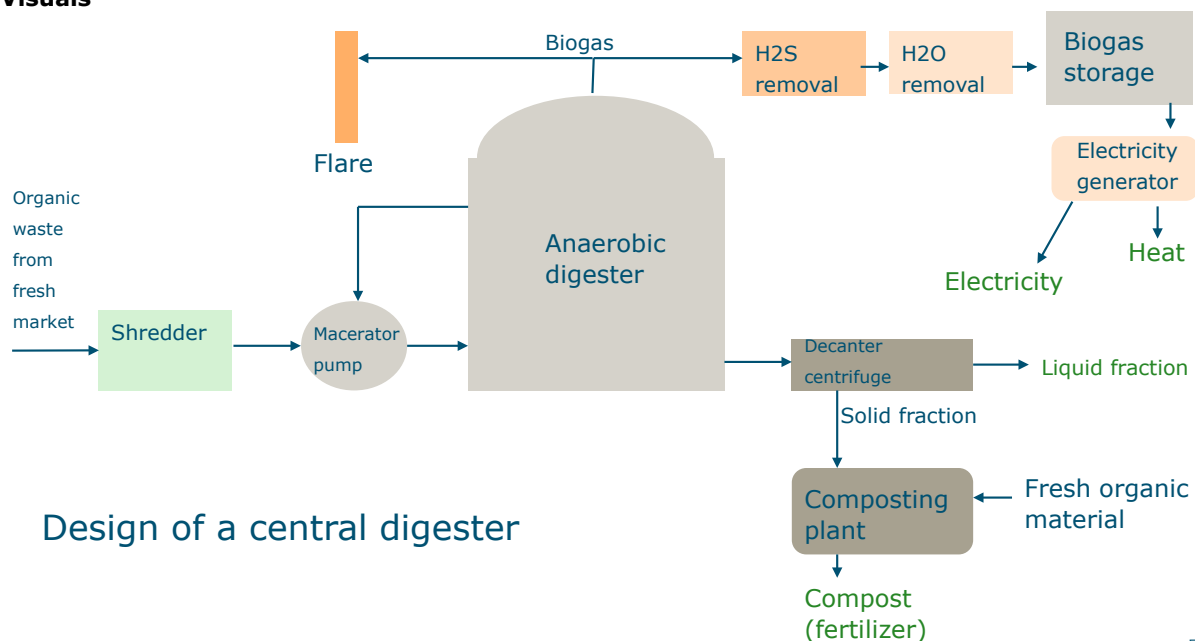 Visuals
Biogas
H2S
removal
H2O
removal
Biogas
storage
Flare
Electricity
generator
Organic
waste
from
fresh
market
Anaerobic
digester
Heat
Electricity
Shredder
Macerator
pump
Decanter
centrifuge
Liquid fraction
Solid fraction
Composting
plant
Fresh organic
material
Design of a central digester
Compost
(fertilizer)